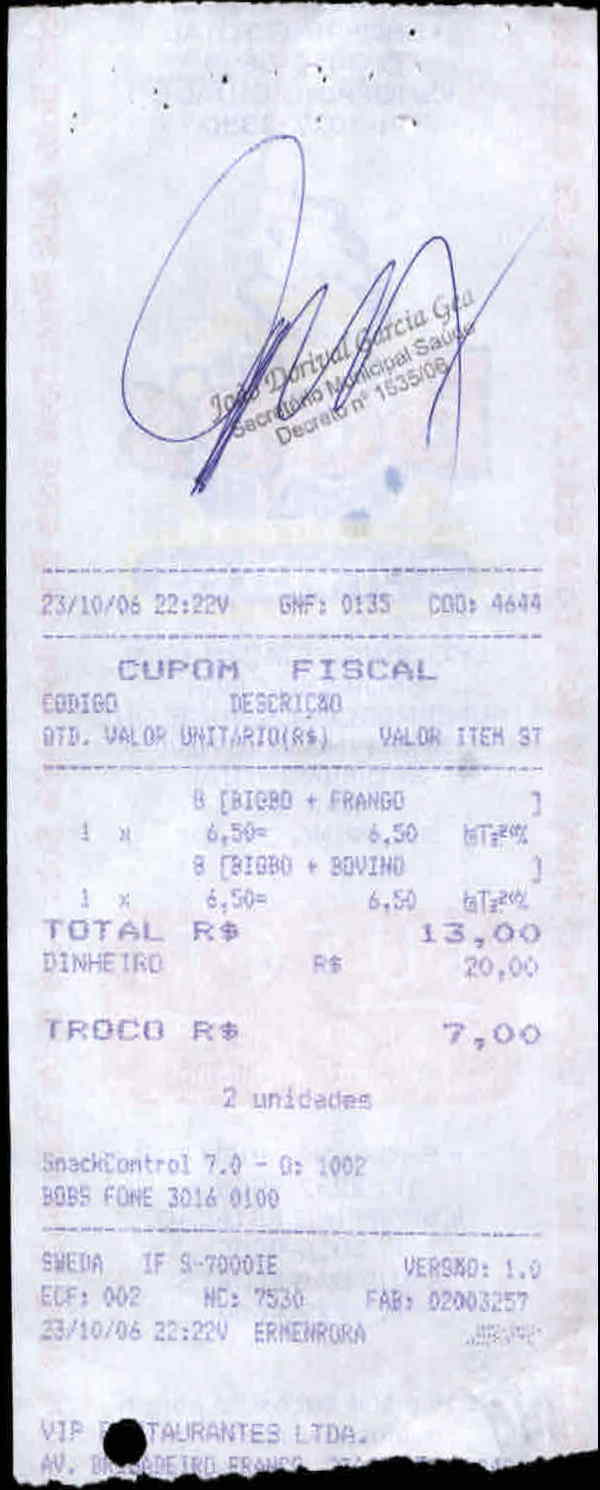 João Dorival Garcia Gea
Secretário Municipal Saúde
Decreto nº 1535/06
23/10/06 22:22V GNF: 0135 COO: 4644
CUPOM FISCAL
CODIGO DESCRIÇÃO
QTD. VALOR UNITARIO(R$) VALOR ITEM ST
8 [BIGBO + FRANGO ]
1 x 6,50= 6,50
8 [BIGBO + BOVINO ]
1 x 6,50= 6,50
TOTAL R$ 13,00
DINHEIRO R$ 20,00
TROCO R$ 7,00
2 unidades
SnackControl 7.0 - O: 1002
BOBS FONE 3016 0100
SWEDA IF S-7000IE VERSÃO: 1.0
ECF: 002 NC: 7530 FAB: 02003257
23/10/06 22:22V
VIP LTDA.
AV.